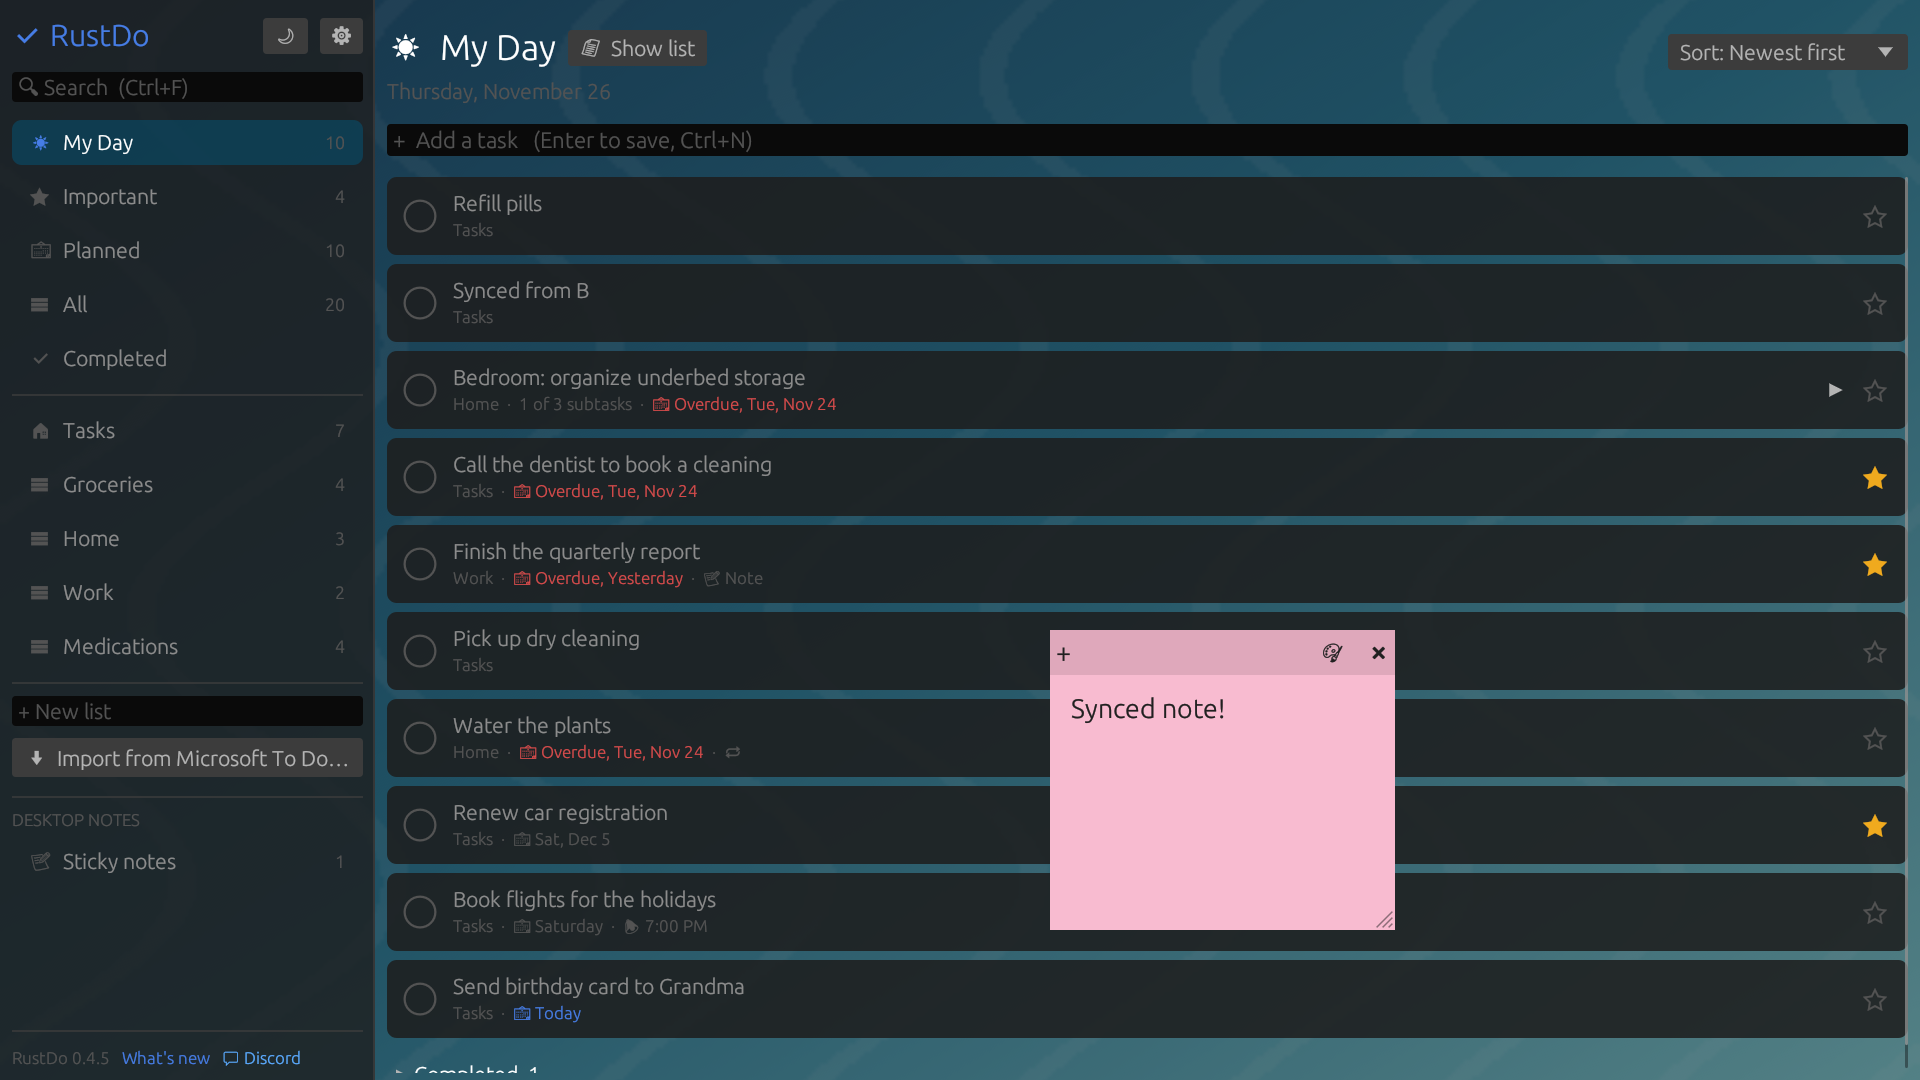 RustDo
Search (Ctrl+F)
My Day 10
Important 4
Planned 10
All 20
Completed
Tasks 7
Groceries 4
Home 3
Work 2
Medications 4
+ New list
Import from Microsoft To Do...
DESKTOP NOTES
Sticky notes 1
RustDo 0.4.5 What's new Discord
My Day Show list
Sort: Newest first
Thursday, November 26
+ Add a task (Enter to save, Ctrl+N)
Refill pills
Tasks
Synced from B
Tasks
Bedroom: organize underbed storage
Home · 1 of 3 subtasks · Overdue, Tue, Nov 24
Call the dentist to book a cleaning
Tasks · Overdue, Tue, Nov 24
Finish the quarterly report
Work · Overdue, Yesterday · Note
Pick up dry cleaning
Tasks
Water the plants
Home · Overdue, Tue, Nov 24 ·
Renew car registration
Tasks · Sat, Dec 5
Book flights for the holidays
Tasks · Saturday · 7:00 PM
Send birthday card to Grandma
Tasks · Today
Completed 1
+
Synced note!